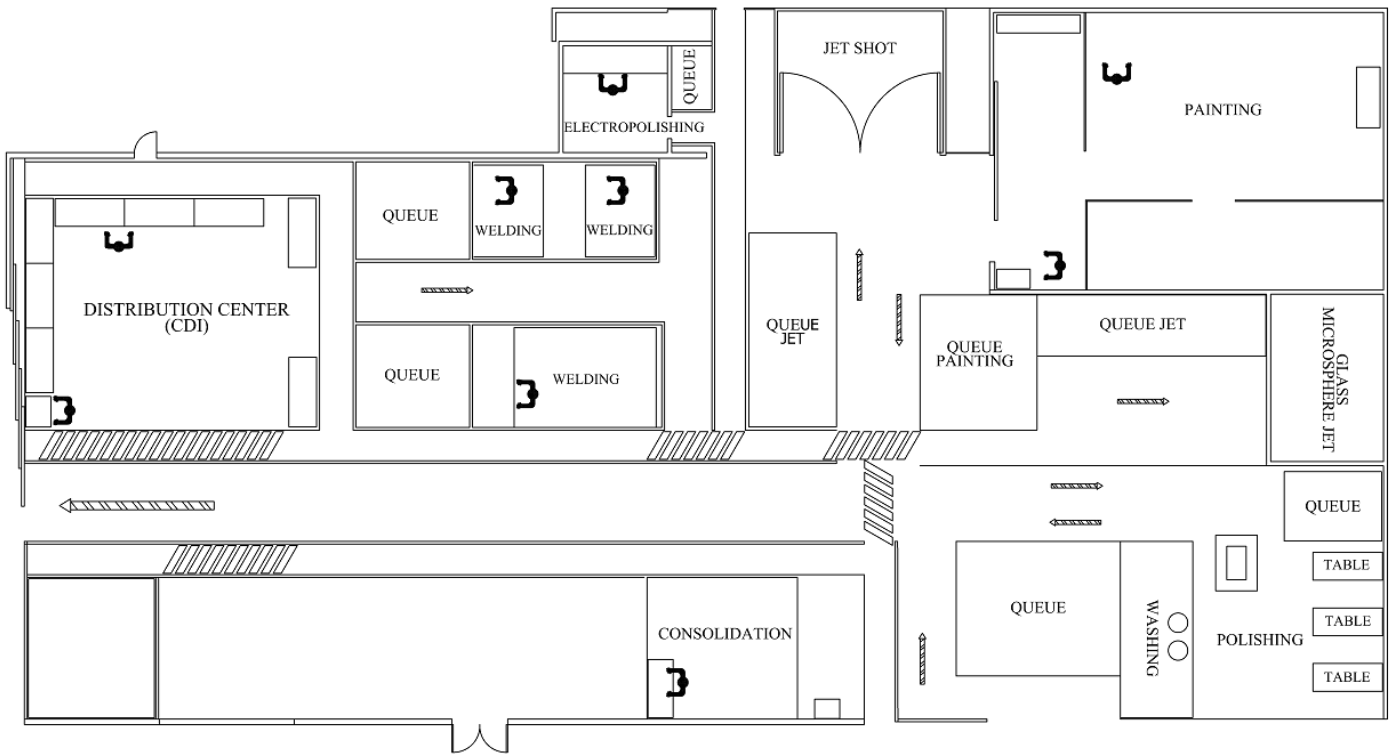 JET SHOT
QUEUE
PAINTING
ELECTROPOLISHING
QUEUE
WELDING
WELDING
DISTRIBUTION CENTER
(CDI)
QUEUE
JET
QUEUE
PAINTING
QUEUE JET
GLASS
MICROSPHERE JET
QUEUE
WELDING
QUEUE
TABLE
QUEUE
WASHING
POLISHING
TABLE
CONSOLIDATION
TABLE